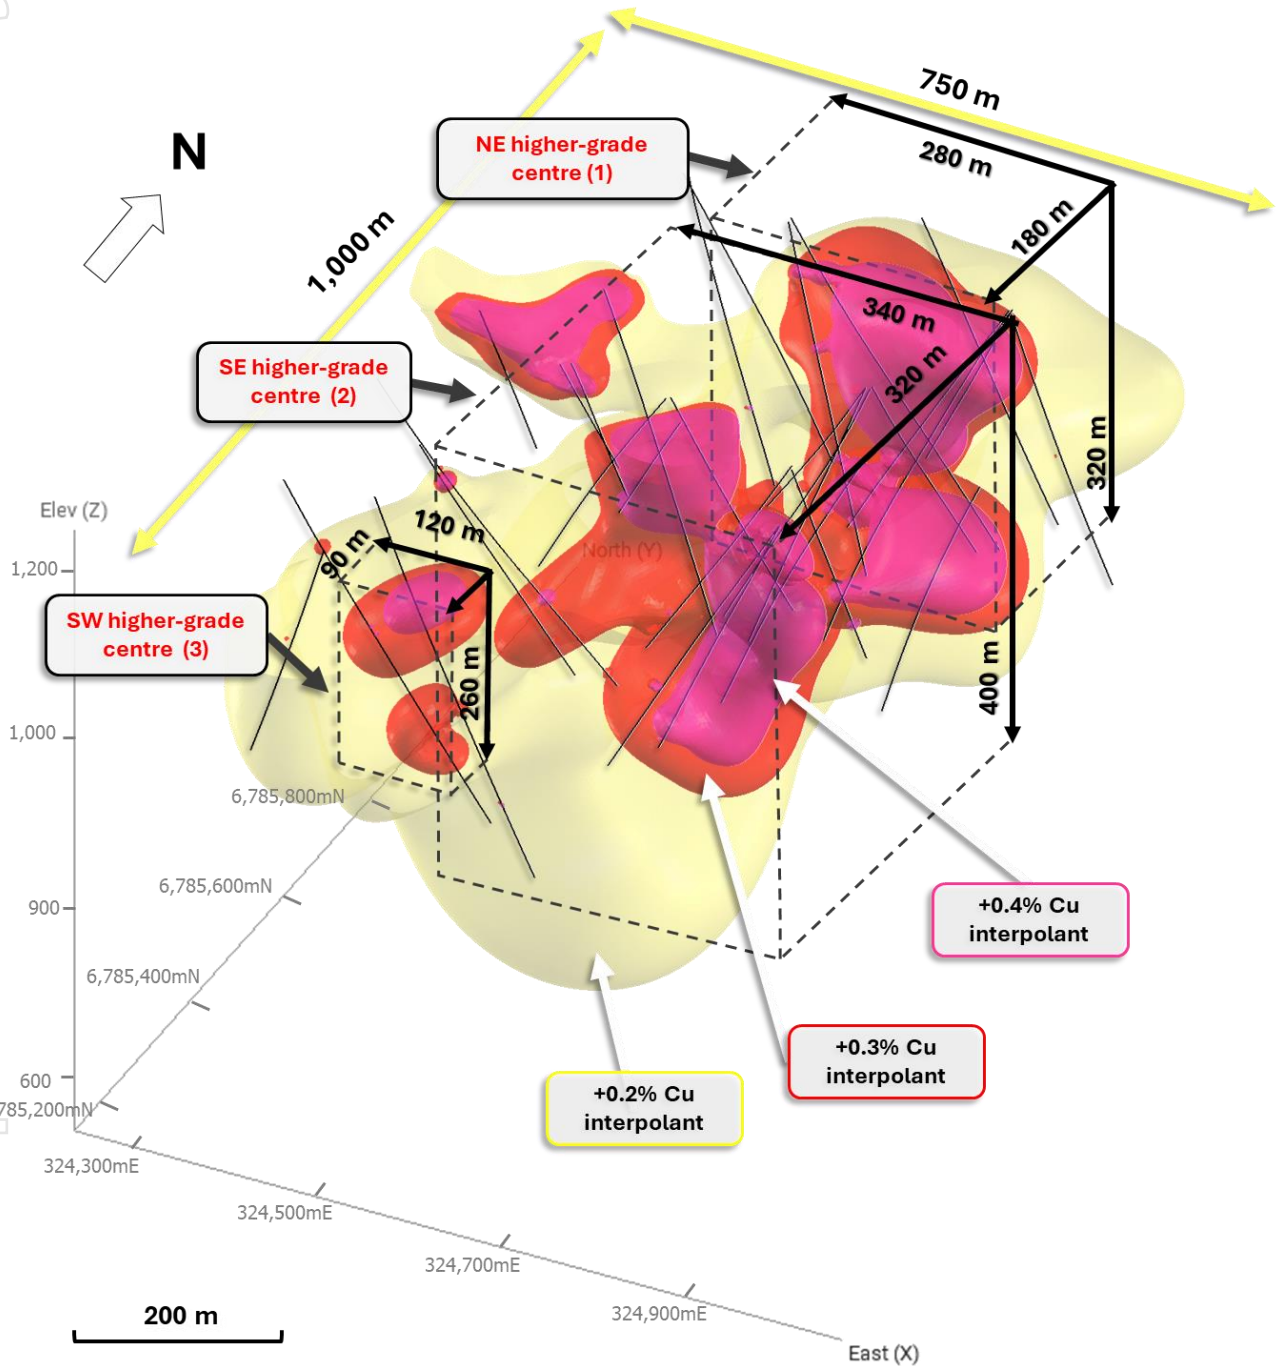 750 m
280 m
N
NE higher-grade
centre (1)
180 m
1,000 m
340 m
320 m
SE higher-grade
centre (2)
320 m
Elev (Z)
120 m
90 m
North (Y)
1,200
SW higher-grade
centre (3)
260 m
400 m
1,000
6,785,800mN
6,785,600mN
900
+0.4% Cu
interpolant
6,785,400mN
+0.3% Cu
interpolant
600
785,200mN
+0.2% Cu
interpolant
324,300mE
324,500mE
324,700mE
324,900mE
200 m
East (X)